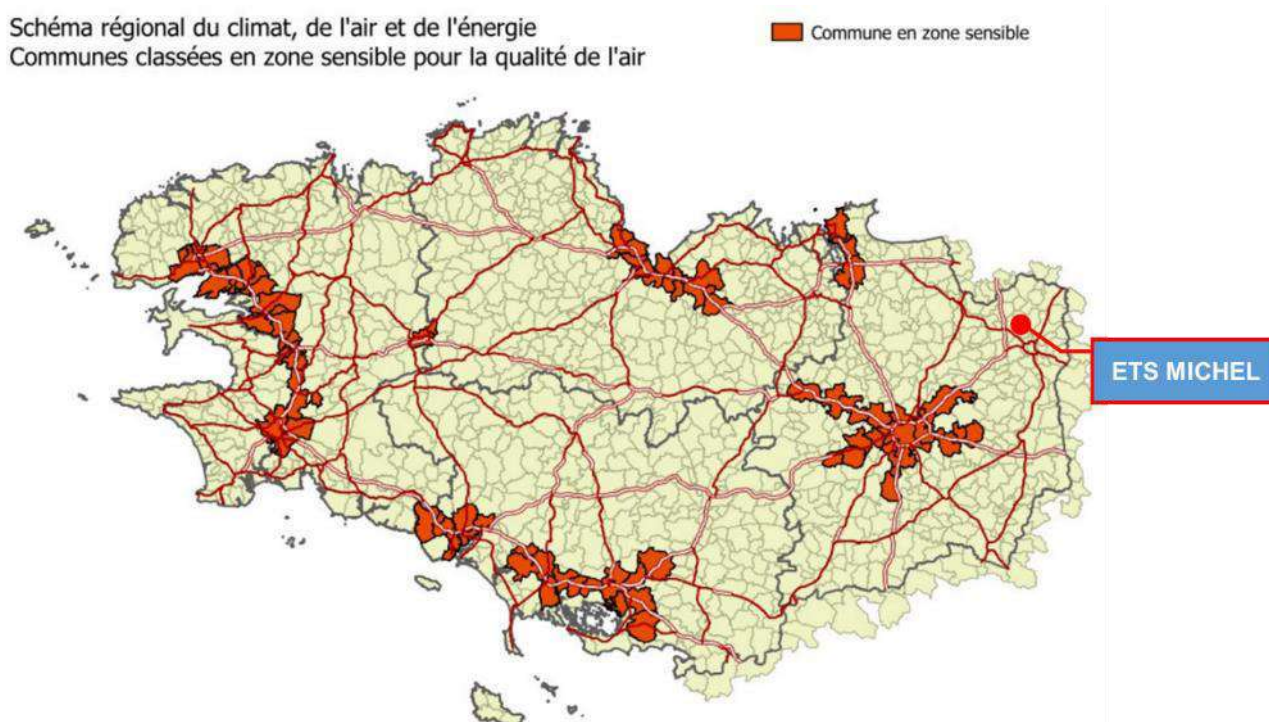 Schéma régional du climat, de l'air et de l'énergie
Communes classées en zone sensible pour la qualité de l'air
Commune en zone sensible
ETS MICHEL